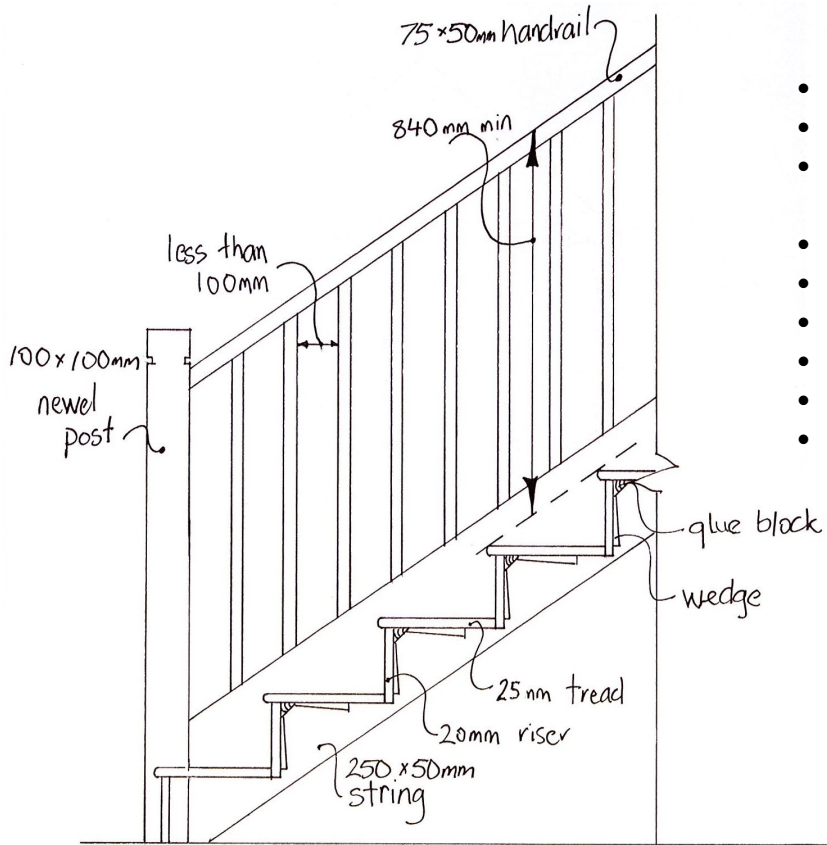 75×50mm handrail
840mm min
less than
100mm
100×100mm
newel
post
glue block
wedge
25mm tread
20mm riser
250×50mm
string